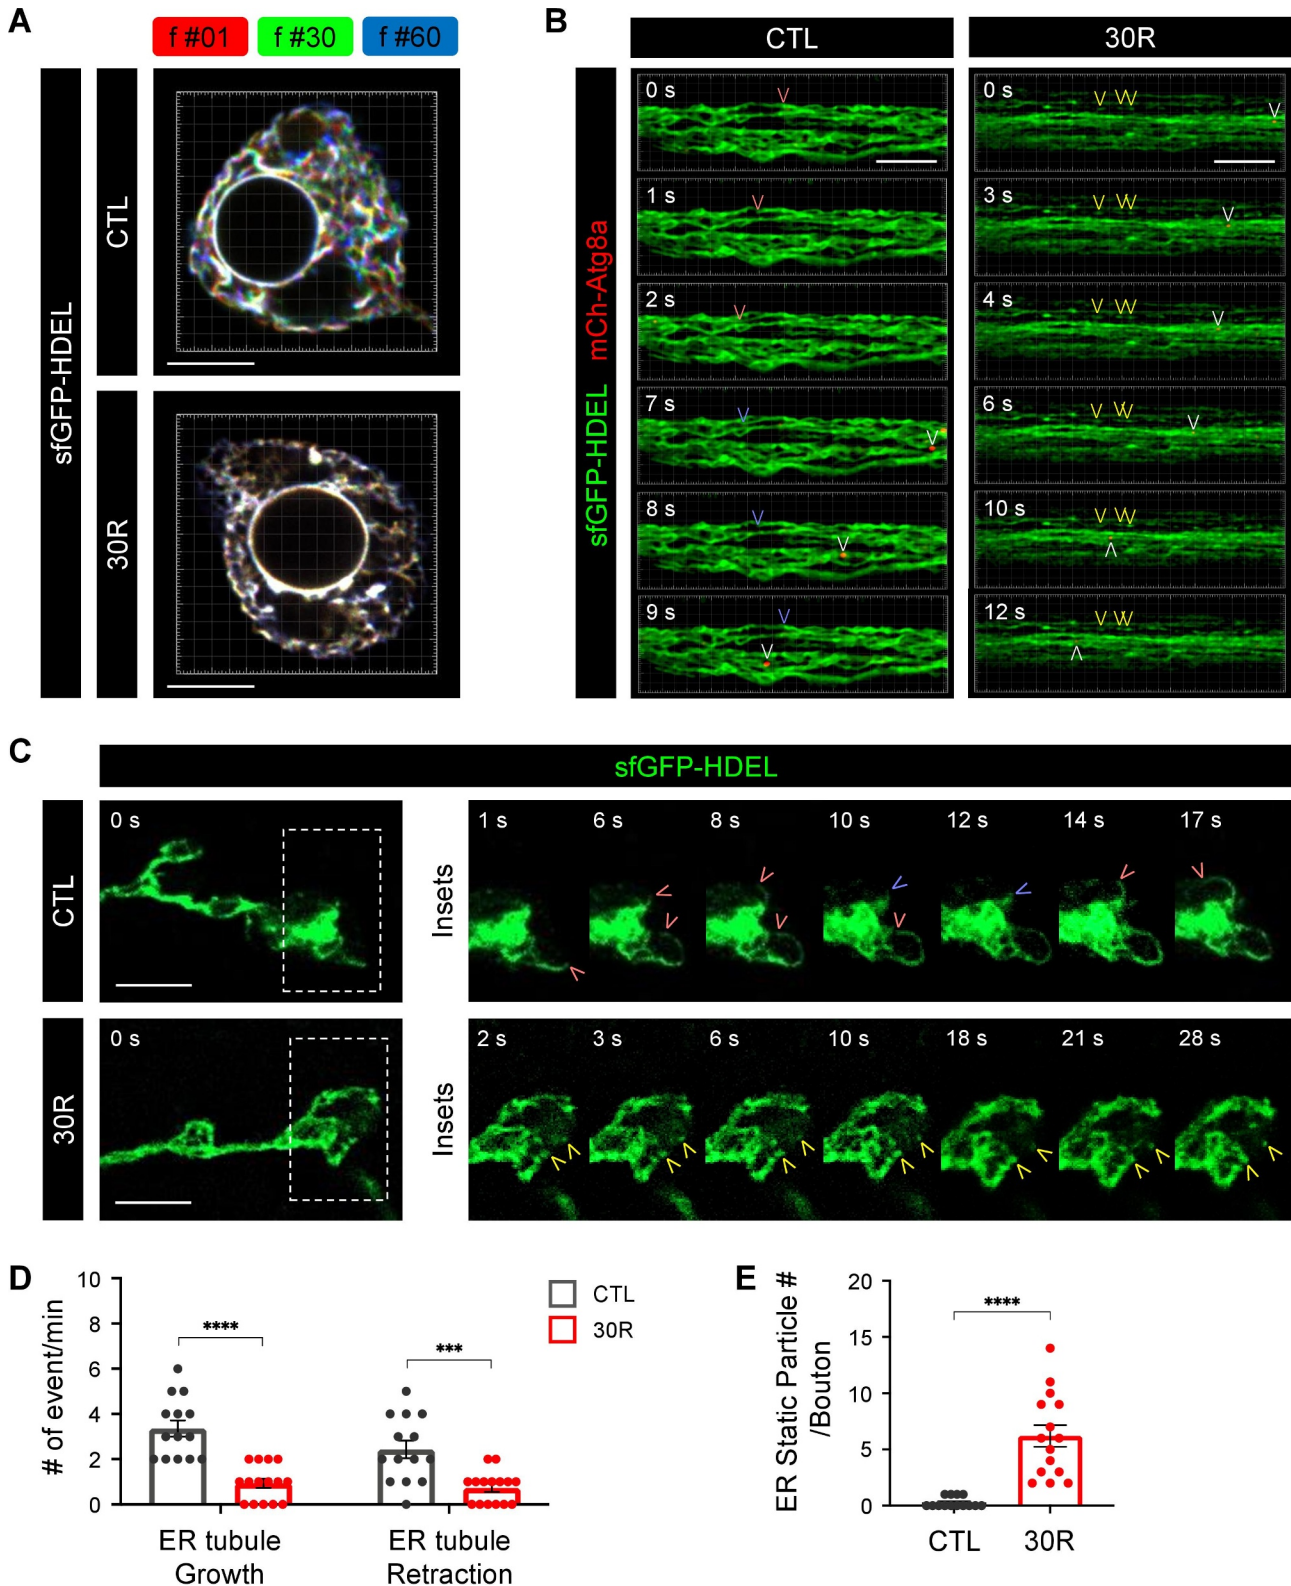 A
f #01
f #30
f #60
sfGFP-HDEL
CTL
30R
B
CTL
30R
sfGFP-HDEL mCh-Atg8a
0 s
1 s
2 s
7 s
8 s
9 s
0 s
3 s
4 s
6 s
10 s
12 s
C
sfGFP-HDEL
CTL
0 s
Insets
1 s
6 s
8 s
10 s
12 s
14 s
17 s
30R
0 s
Insets
2 s
3 s
6 s
10 s
18 s
21 s
28 s
D
# of event/min
10
8
6
4
2
0
****
***
CTL
30R
ER tubule
Growth
ER tubule
Retraction
E
ER Static Particle #
/Bouton
20
15
10
5
0
****
CTL
30R